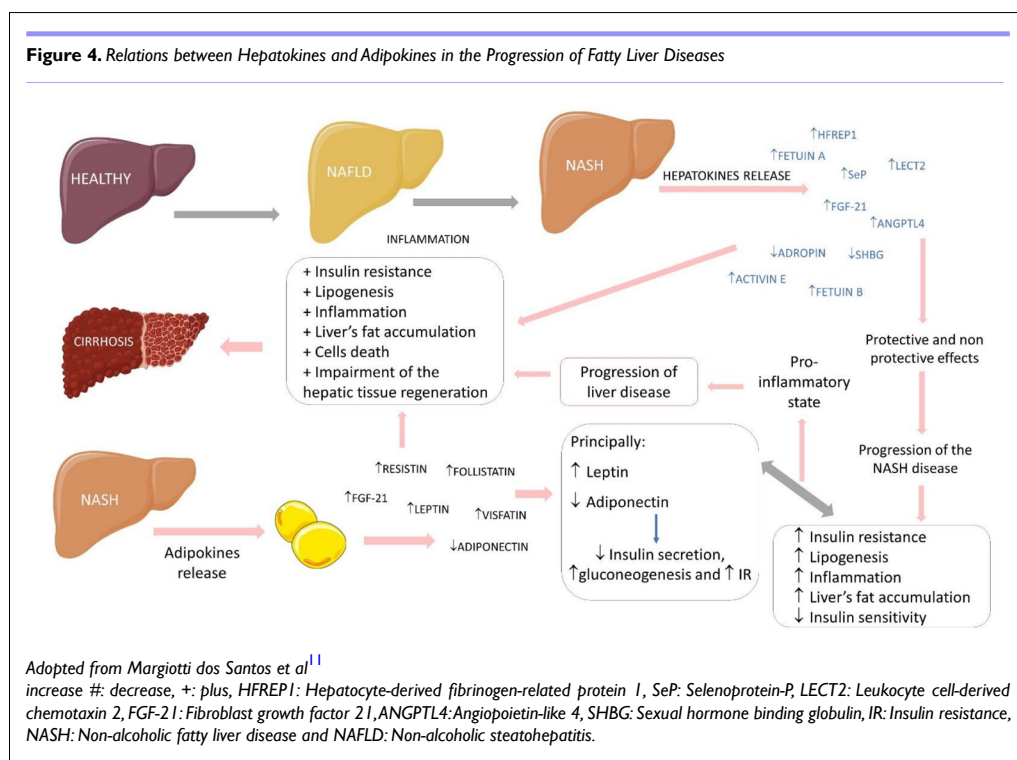 Figure 4. Relations between Hepatokines and Adipokines in the Progression of Fatty Liver Diseases
HEALTHY
NAFLD
NASH
HEPATOKINES RELEASE
↑HFREP1
↑FETUIN A
↑SeP
↑LECT2
↑FGF-21
↑ANGPTL4
↓ADROPIN
↓SHBG
↑ACTIVIN E
↑FETUIN B
INFLAMMATION
+ Insulin resistance
+ Lipogenesis
+ Inflammation
+ Liver's fat accumulation
+ Cells death
+ Impairment of the
hepatic tissue regeneration
CIRRHOSIS
Progression of
liver disease
Pro-
inflammatory
state
Protective and non
protective effects
Progression of the
NASH disease
NASH
Adipokines
release
↑RESISTIN
↑FOLLISTATIN
↑FGF-21
↑LEPTIN
↑VISFATIN
↓ADIPONECTIN
Principally:
↑ Leptin
↓ Adiponectin
↓ Insulin secretion,
↑gluconeogenesis and ↑ IR
↑ Insulin resistance
↑ Lipogenesis
↑ Inflammation
↑ Liver's fat accumulation
↓ Insulin sensitivity
Adopted from Margiotti dos Santos et al11
increase #: decrease, +: plus, HFREP1: Hepatocyte-derived fibrinogen-related protein 1, SeP: Selenoprotein-P, LECT2: Leukocyte cell-derived
chemotaxin 2, FGF-21: Fibroblast growth factor 21, ANGPTL4: Angiopoietin-like 4, SHBG: Sexual hormone binding globulin, IR: Insulin resistance,
NASH: Non-alcoholic fatty liver disease and NAFLD: Non-alcoholic steatohepatitis.